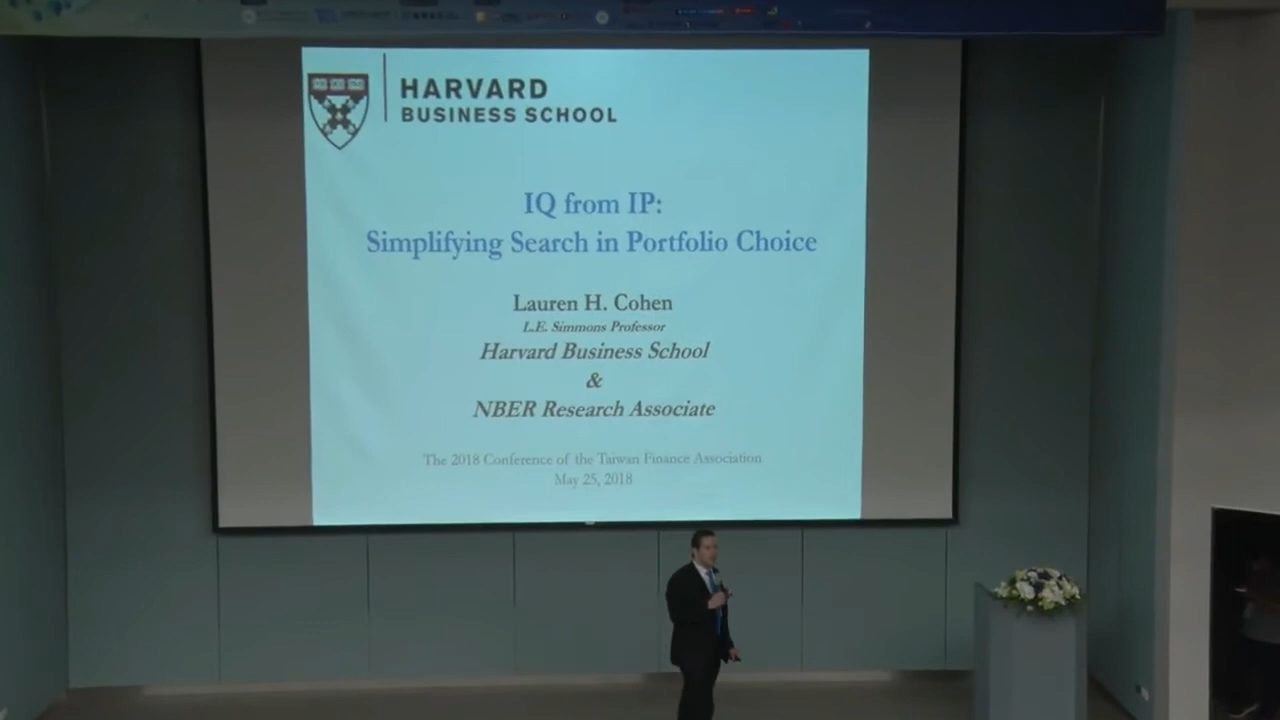 HARVARD
BUSINESS SCHOOL
IQ from IP:
Simplifying Search in Portfolio Choice
Lauren H. Cohen
L.E. Simmons Professor
Harvard Business School
&
NBER Research Associate
The 2018 Conference of the Taiwan Finance Association
May 25, 2018